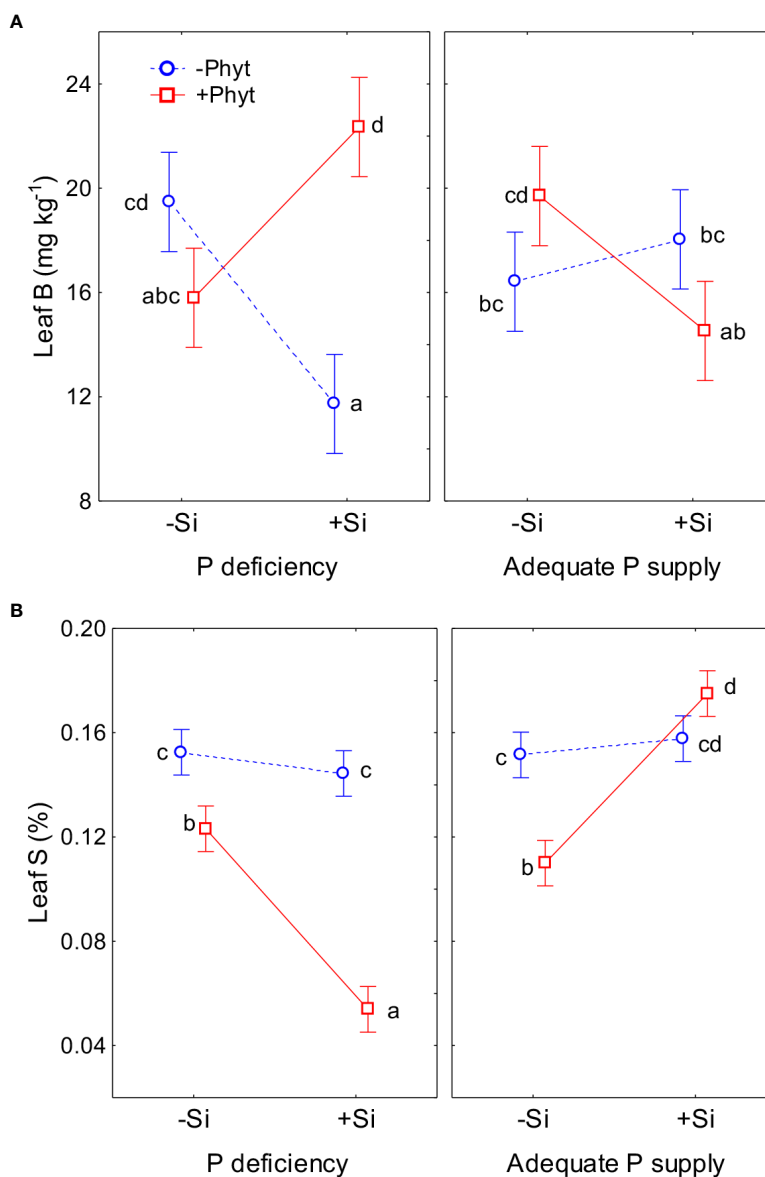 A
-Phyt
+Phyt
Leaf B (mg kg-1)
24
20
16
12
8
cd
abc
d
a
cd
bc
bc
ab
-Si +Si -Si +Si
P deficiency Adequate P supply
B
Leaf S (%)
0.20
0.16
0.12
0.08
0.04
c
c
b
a
c
b
d
cd
-Si +Si -Si +Si
P deficiency Adequate P supply